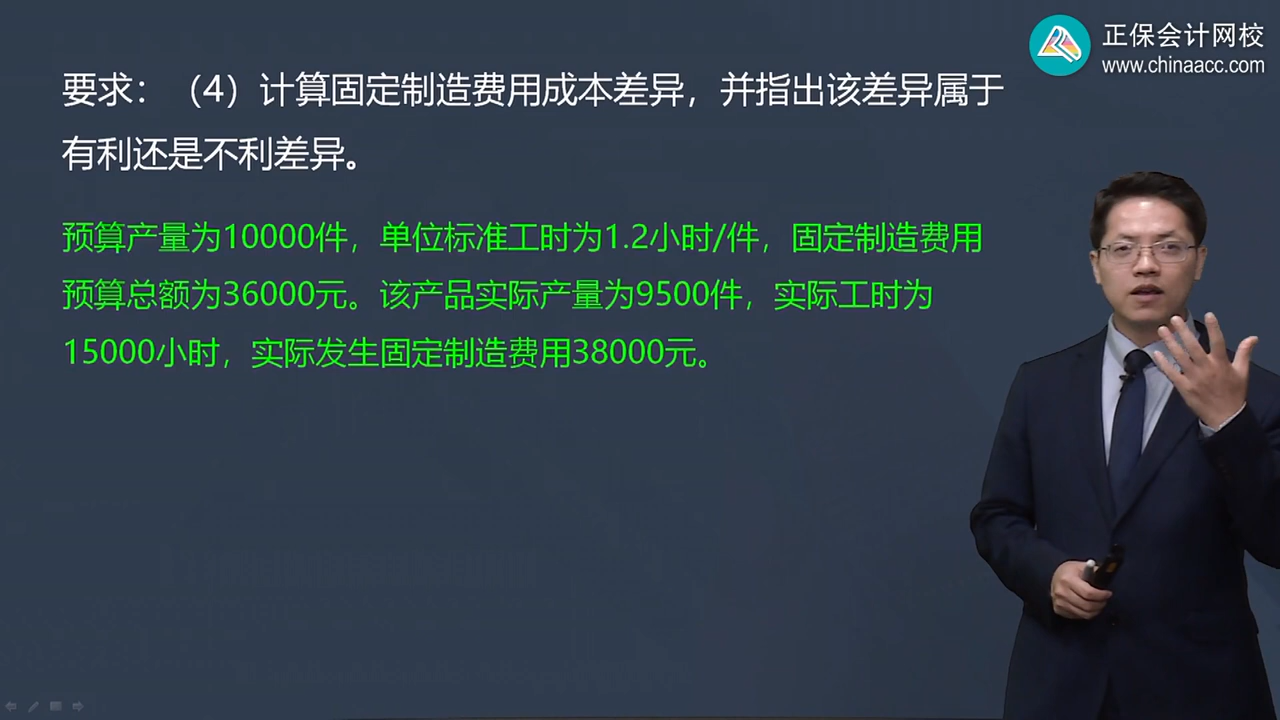 正保会计网校
www.chinaacc.com
要求：（4）计算固定制造费用成本差异，并指出该差异属于
有利还是不利差异。
预算产量为10000件，单位标准工时为1.2小时/件，固定制造费用
预算总额为36000元。该产品实际产量为9500件，实际工时为
15000小时，实际发生固定制造费用38000元。